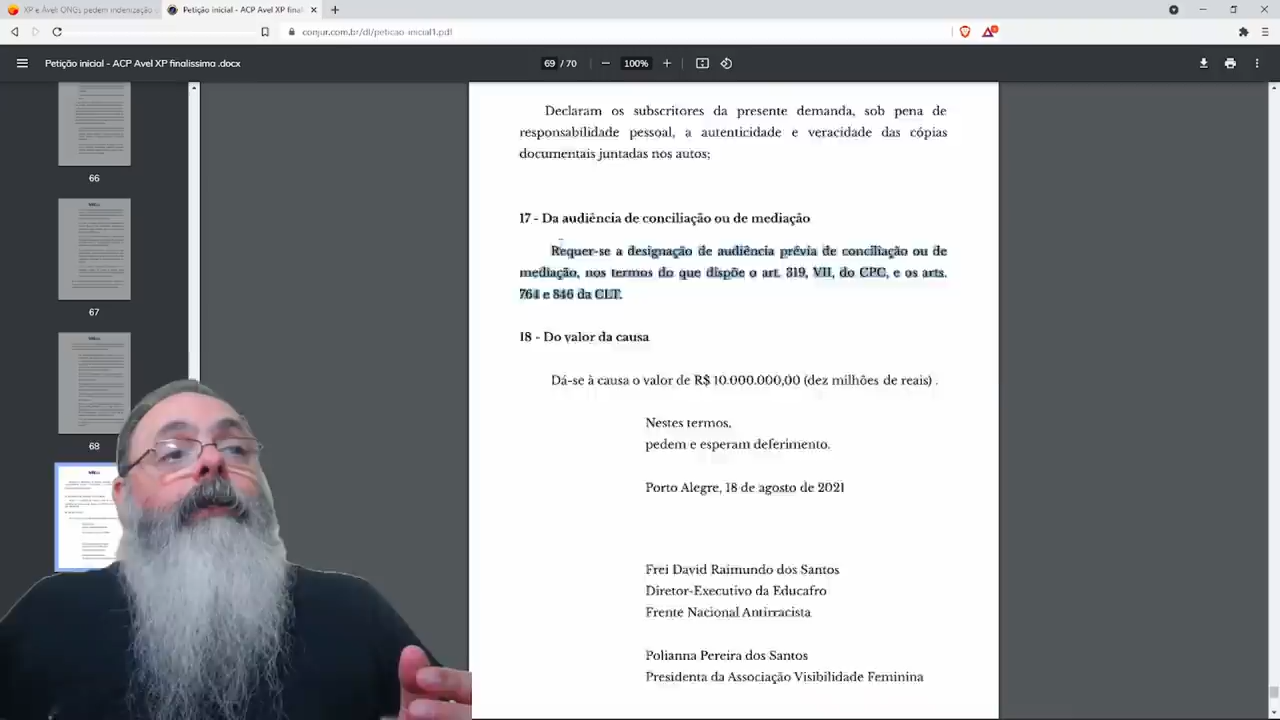 XP e Ável: ONGs pedem indenização
Petição inicial - ACP Avel XP final
conjur.com.br/dl/peticao-inicial1.pdf
Petição inicial - ACP Avel XP finalissima .docx
69 / 70
100%
66
67
68
Declaram os subscritores da presente demanda, sob pena de
responsabilidade pessoal, a autenticidade e veracidade das cópias
documentais juntadas nos autos;
17 - Da audiência de conciliação ou de mediação
Requer-se a designação de audiência prévia de conciliação ou de
mediação, nos termos do que dispõe o art. 319, VII, do CPC, e os arts.
764 e 846 da CLT.
18 - Do valor da causa
Dá-se à causa o valor de R$ 10.000.000,00 (dez milhões de reais) .
Nestes termos,
pedem e esperam deferimento.
Porto Alegre, 18 de agosto de 2021
Frei David Raimundo dos Santos
Diretor-Executivo da Educafro
Frente Nacional Antirracista
Polianna Pereira dos Santos
Presidenta da Associação Visibilidade Feminina